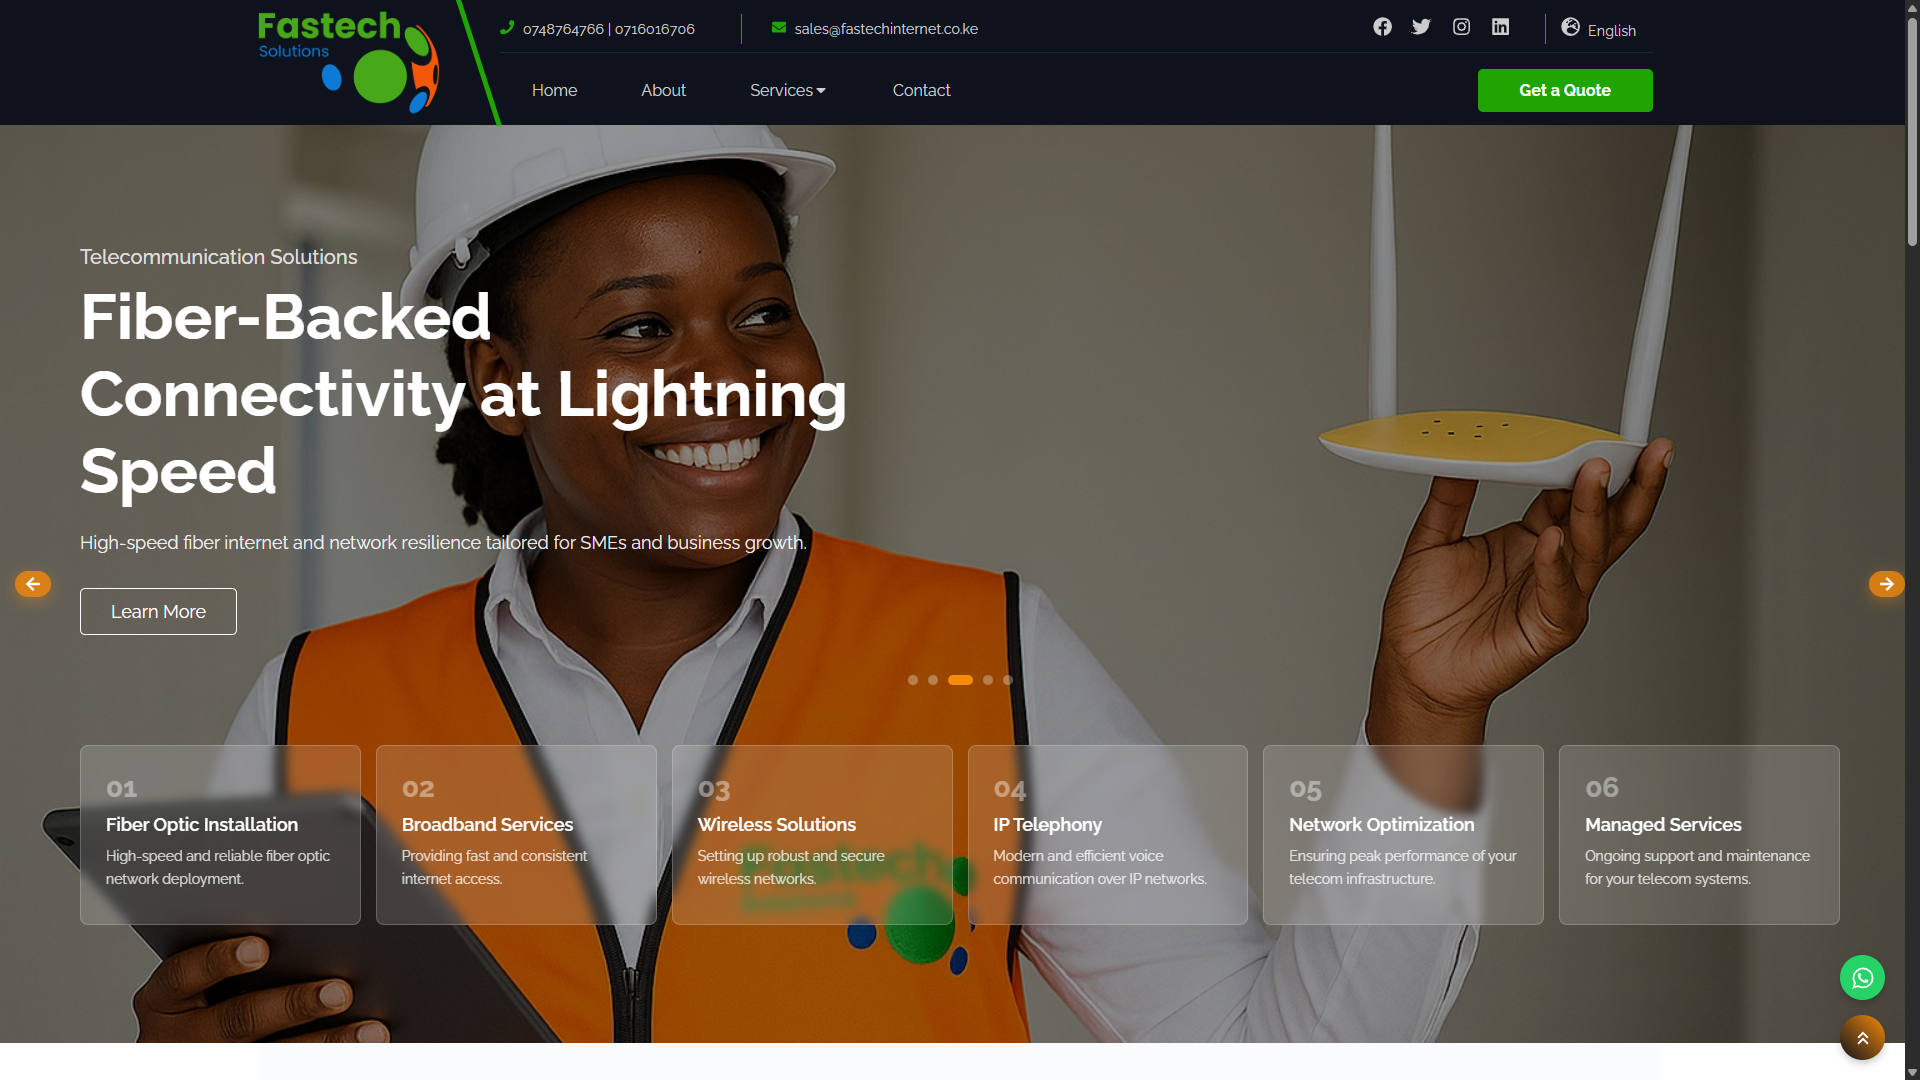 Fastech
Solutions
0748764766 | 0716016706
sales@fastechinternet.co.ke
English
Home
About
Services
Contact
Get a Quote
Telecommunication Solutions
Fiber-Backed
Connectivity at Lightning
Speed
High-speed fiber internet and network resilience tailored for SMEs and business growth.
Learn More
01
Fiber Optic Installation
High-speed and reliable fiber optic
network deployment.
02
Broadband Services
Providing fast and consistent
internet access.
03
Wireless Solutions
Setting up robust and secure
wireless networks.
04
IP Telephony
Modern and efficient voice
communication over IP networks.
05
Network Optimization
Ensuring peak performance of your
telecom infrastructure.
06
Managed Services
Ongoing support and maintenance
for your telecom systems.
Fastech
Solutions